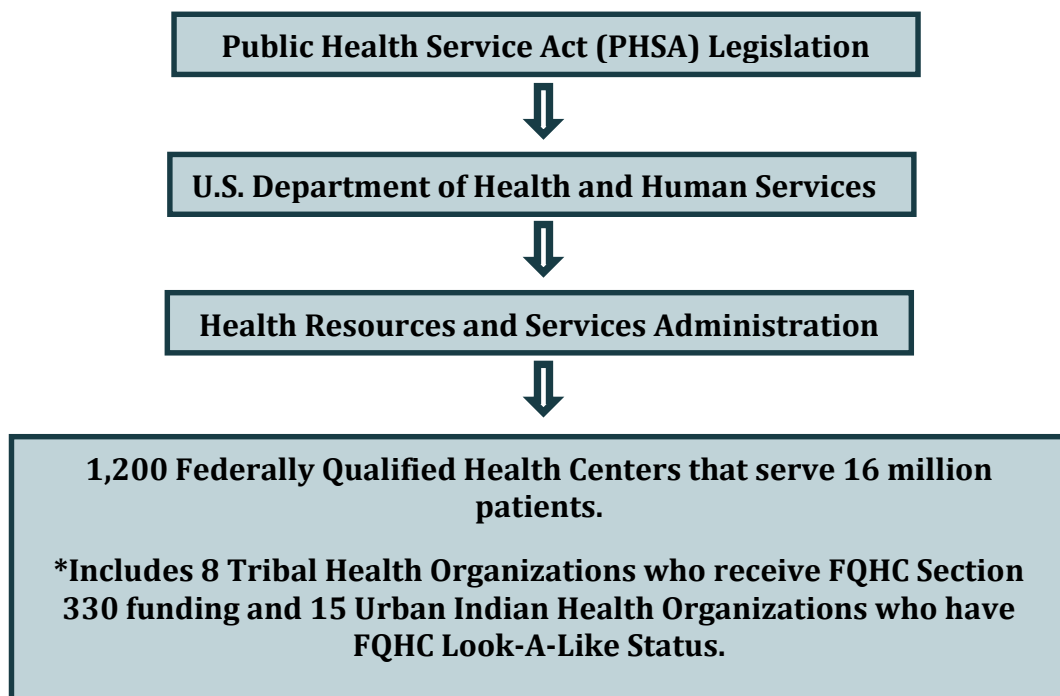 Public Health Service Act (PHSA) Legislation
U.S. Department of Health and Human Services
Health Resources and Services Administration
1,200 Federally Qualified Health Centers that serve 16 million
patients.
*Includes 8 Tribal Health Organizations who receive FQHC Section
330 funding and 15 Urban Indian Health Organizations who have
FQHC Look-A-Like Status.